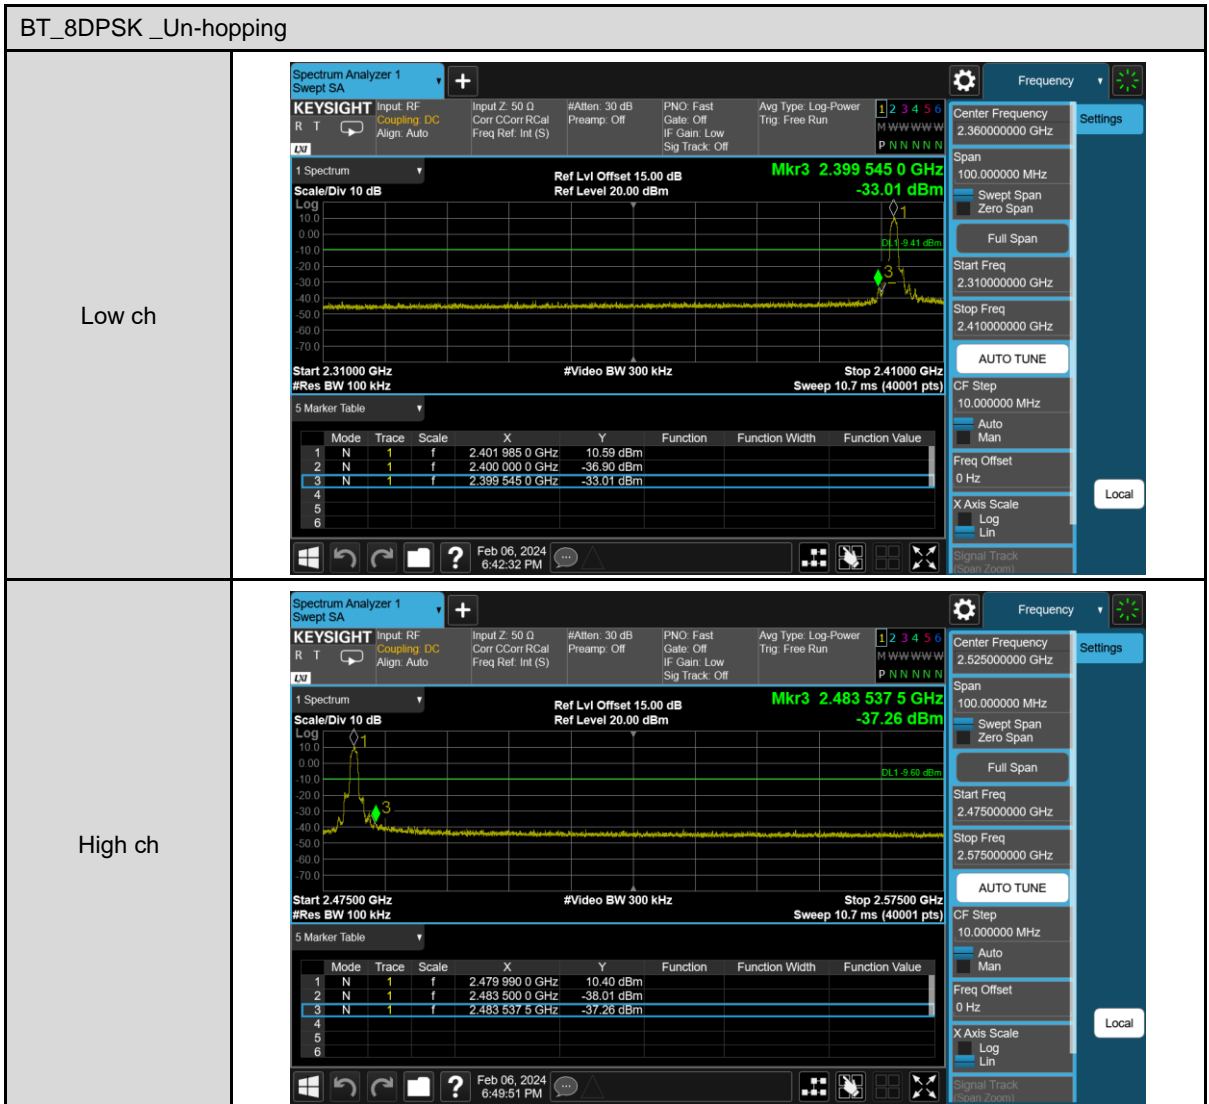 BT_8DPSK _Un-hopping
Low ch
Spectrum Analyzer 1
Swept SA
Frequency
KEYSIGHT
R T
LXI
Input: RF
Coupling: DC
Align: Auto
Input Z: 50 Ω
Corr CCorr RCal
Freq Ref: Int (S)
#Atten: 30 dB
Preamp: Off
PNO: Fast
Gate: Off
IF Gain: Low
Sig Track: Off
Avg Type: Log-Power
Trig: Free Run
1 2 3 4 5 6
M W W W W W
P N N N N N
Center Frequency
2.360000000 GHz
Settings
1 Spectrum
Scale/Div 10 dB
Ref Lvl Offset 15.00 dB
Ref Level 20.00 dBm
Mkr3 2.399 545 0 GHz
-33.01 dBm
Span
100.000000 MHz
Swept Span
Zero Span
Full Span
Start Freq
2.310000000 GHz
Stop Freq
2.410000000 GHz
AUTO TUNE
CF Step
10.000000 MHz
Auto
Man
Freq Offset
0 Hz
X Axis Scale
Log
Lin
Signal Track
(Span Zoom)
Local
Log
10.0
0.00
-10.0
-20.0
-30.0
-40.0
-50.0
-60.0
-70.0
1
DL1 -9.41 dBm
3
Start 2.31000 GHz
#Res BW 100 kHz
#Video BW 300 kHz
Stop 2.41000 GHz
Sweep 10.7 ms (40001 pts)
5 Marker Table
Mode Trace Scale X Y Function Function Width Function Value
1 N 1 f 2.401 985 0 GHz 10.59 dBm
2 N 1 f 2.400 000 0 GHz -36.90 dBm
3 N 1 f 2.399 545 0 GHz -33.01 dBm
4
5
6
?
Feb 06, 2024
6:42:32 PM
High ch
Spectrum Analyzer 1
Swept SA
Frequency
KEYSIGHT
R T
LXI
Input: RF
Coupling: DC
Align: Auto
Input Z: 50 Ω
Corr CCorr RCal
Freq Ref: Int (S)
#Atten: 30 dB
Preamp: Off
PNO: Fast
Gate: Off
IF Gain: Low
Sig Track: Off
Avg Type: Log-Power
Trig: Free Run
1 2 3 4 5 6
M W W W W W
P N N N N N
Center Frequency
2.525000000 GHz
Settings
1 Spectrum
Scale/Div 10 dB
Ref Lvl Offset 15.00 dB
Ref Level 20.00 dBm
Mkr3 2.483 537 5 GHz
-37.26 dBm
Span
100.000000 MHz
Swept Span
Zero Span
Full Span
Start Freq
2.475000000 GHz
Stop Freq
2.575000000 GHz
AUTO TUNE
CF Step
10.000000 MHz
Auto
Man
Freq Offset
0 Hz
X Axis Scale
Log
Lin
Signal Track
(Span Zoom)
Local
Log
10.0
0.00
-10.0
-20.0
-30.0
-40.0
-50.0
-60.0
-70.0
1
DL1 -9.60 dBm
3
Start 2.47500 GHz
#Res BW 100 kHz
#Video BW 300 kHz
Stop 2.57500 GHz
Sweep 10.7 ms (40001 pts)
5 Marker Table
Mode Trace Scale X Y Function Function Width Function Value
1 N 1 f 2.479 990 0 GHz 10.40 dBm
2 N 1 f 2.483 500 0 GHz -38.01 dBm
3 N 1 f 2.483 537 5 GHz -37.26 dBm
4
5
6
?
Feb 06, 2024
6:49:51 PM